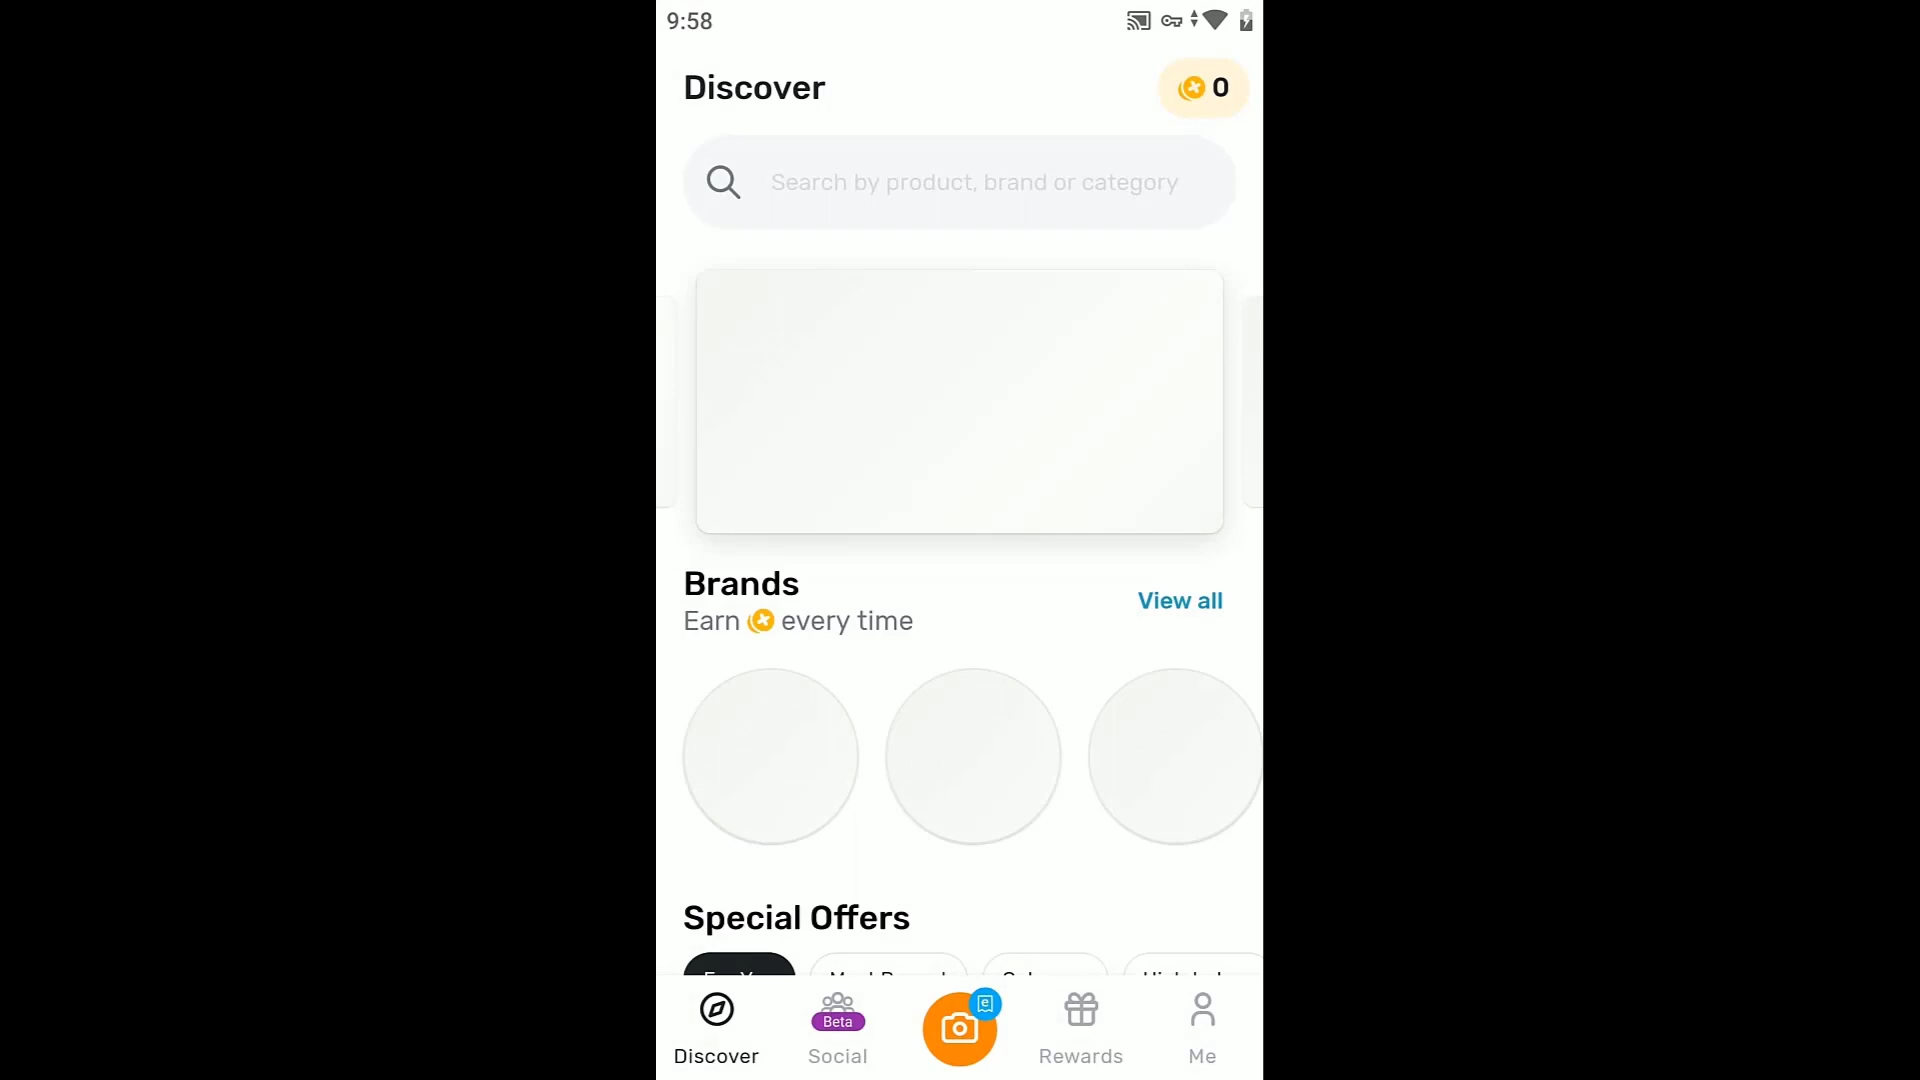 9:58
Discover
0
Search by product, brand or category
Brands
View all
Earn every time
Special Offers
Beta
Discover
Social
Rewards
Me